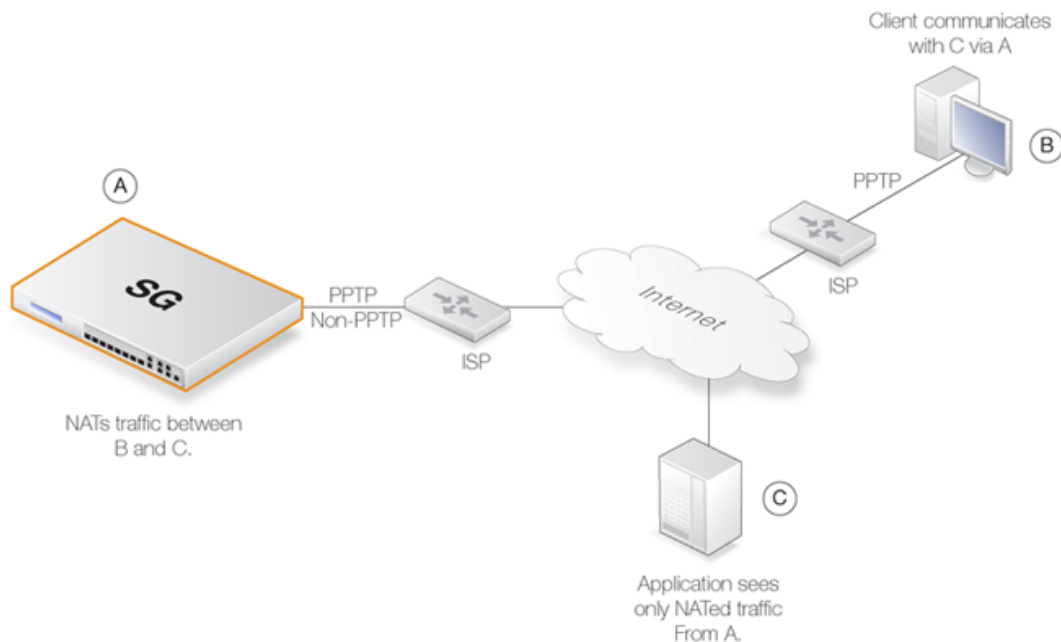 Client communicates
with C via A
B
PPTP
A
SG
ISP
Internet
PPTP
Non-PPTP
ISP
NATs traffic between
B and C.
C
Application sees
only NATed traffic
From A.